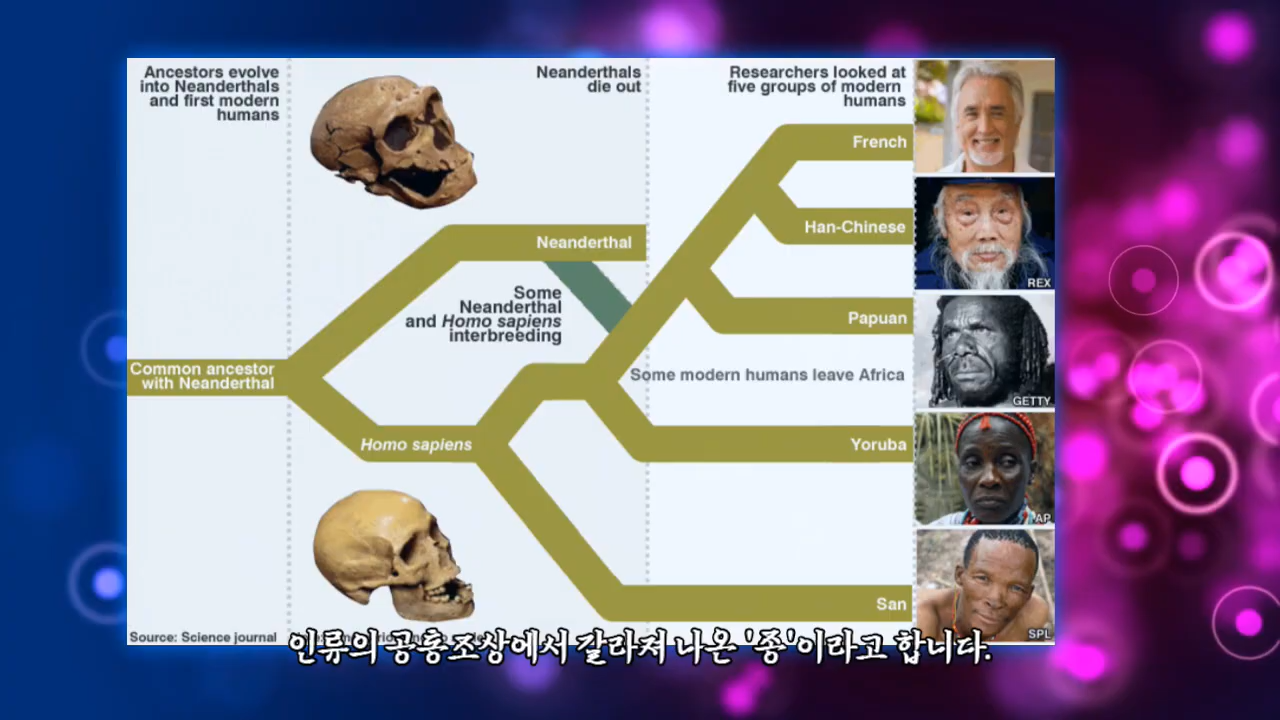 Ancestors evolve
into Neanderthals
and first modern
humans
Neanderthals
die out
Researchers looked at
five groups of modern
humans
French
Han-Chinese
REX
Neanderthal
Some
Neanderthal
and Homo sapiens
interbreeding
Papuan
Common ancestor
with Neanderthal
Some modern humans leave Africa
GETTY
Homo sapiens
Yoruba
AP
San
SPL
Source: Science journal
인류의 공통조상에서 갈라져 나온 '종'이라고 합니다.